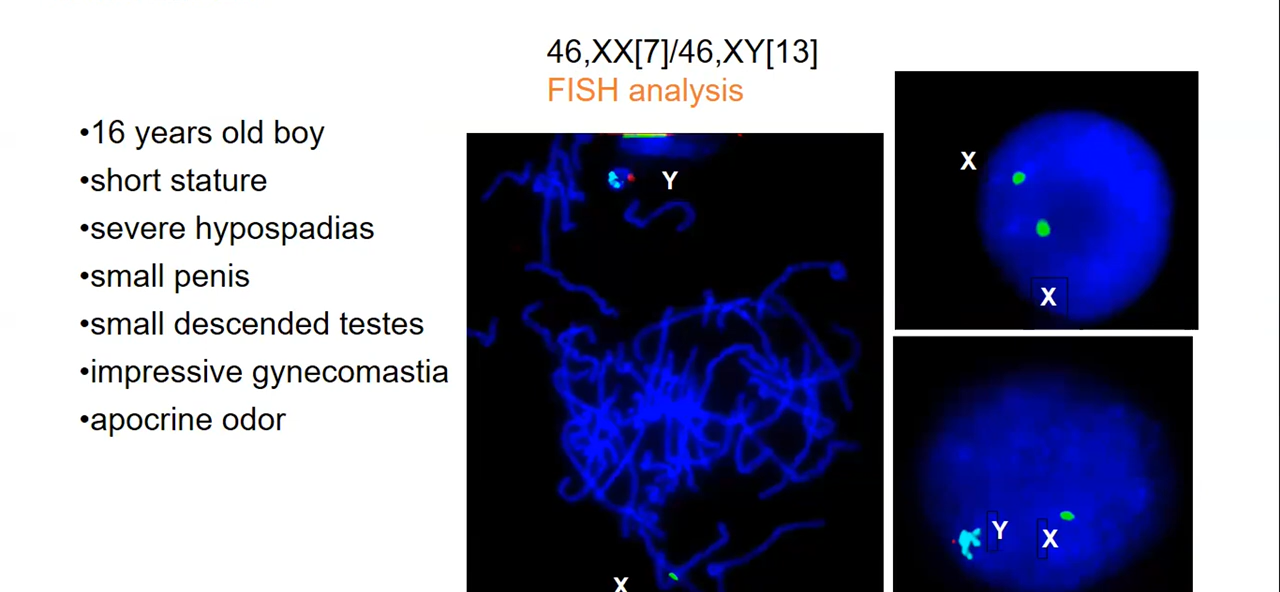 46,XX[7]/46,XY[13]
FISH analysis
•16 years old boy
•short stature
•severe hypospadias
•small penis
•small descended testes
•impressive gynecomastia
•apocrine odor
Y
X
X
X
Y X